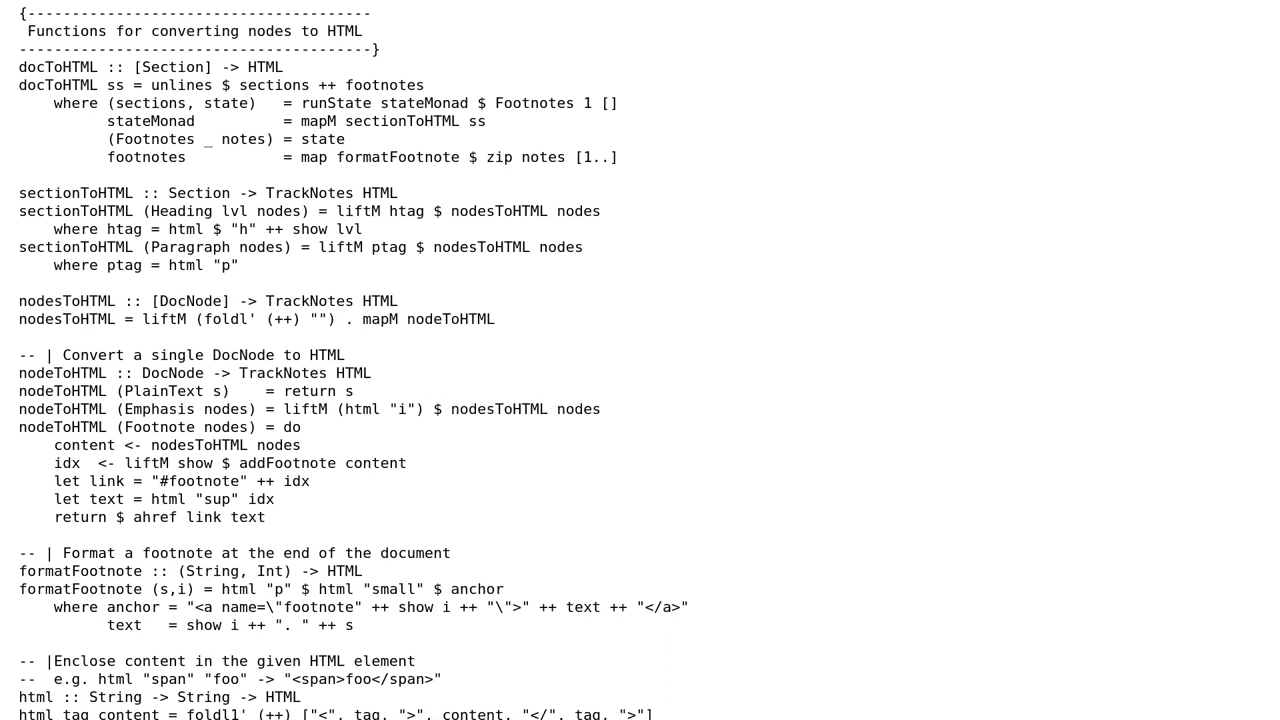 {---------------------------------------
 Functions for converting nodes to HTML
----------------------------------------}
docToHTML :: [Section] -> HTML
docToHTML ss = unlines $ sections ++ footnotes
    where (sections, state)   = runState stateMonad $ Footnotes 1 []
          stateMonad          = mapM sectionToHTML ss
          (Footnotes _ notes) = state
          footnotes           = map formatFootnote $ zip notes [1..]

sectionToHTML :: Section -> TrackNotes HTML
sectionToHTML (Heading lvl nodes) = liftM htag $ nodesToHTML nodes
    where htag = html $ "h" ++ show lvl
sectionToHTML (Paragraph nodes) = liftM ptag $ nodesToHTML nodes
    where ptag = html "p"

nodesToHTML :: [DocNode] -> TrackNotes HTML
nodesToHTML = liftM (foldl' (++) "") . mapM nodeToHTML

-- | Convert a single DocNode to HTML
nodeToHTML :: DocNode -> TrackNotes HTML
nodeToHTML (PlainText s)    = return s
nodeToHTML (Emphasis nodes) = liftM (html "i") $ nodesToHTML nodes
nodeToHTML (Footnote nodes) = do
    content <- nodesToHTML nodes
    idx  <- liftM show $ addFootnote content
    let link = "#footnote" ++ idx
    let text = html "sup" idx
    return $ ahref link text

-- | Format a footnote at the end of the document
formatFootnote :: (String, Int) -> HTML
formatFootnote (s,i) = html "p" $ html "small" $ anchor
    where anchor = "<a name=\"footnote" ++ show i ++ "\">" ++ text ++ "</a>"
          text   = show i ++ ". " ++ s

-- |Enclose content in the given HTML element
--  e.g. html "span" "foo" -> "<span>foo</span>"
html :: String -> String -> HTML
html tag content = foldl1' (++) ["<", tag, ">", content, "</", tag, ">"]